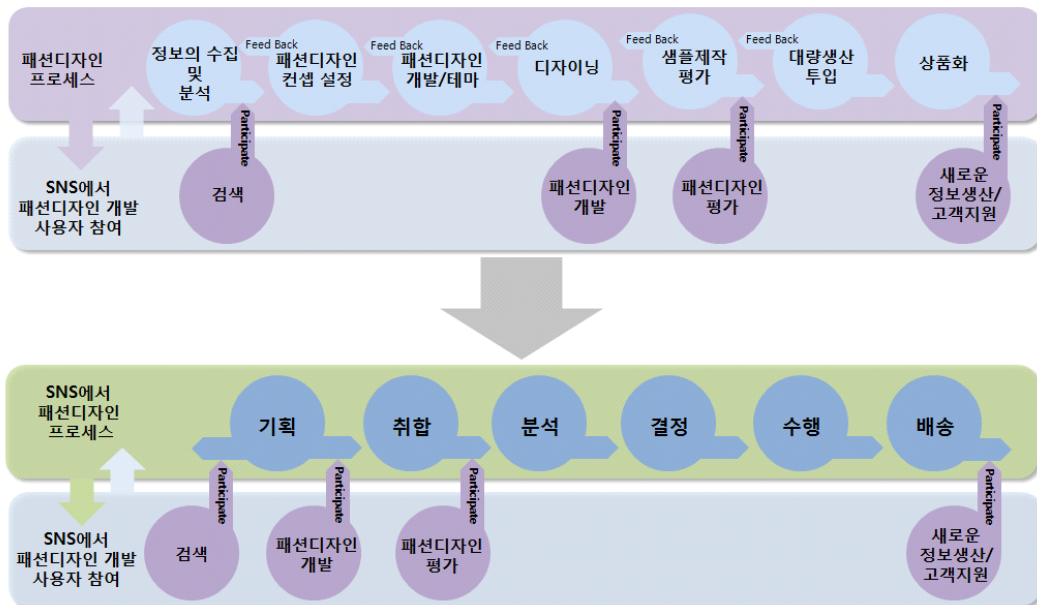 패션디자인
프로세스
정보의 수집
및
분석
Feed Back
패션디자인
컨셉 설정
Feed Back
패션디자인
개발/테마
Feed Back
디자이닝
Feed Back
샘플제작
평가
Feed Back
대량생산
투입
상품화
Participate
Participate
Participate
Participate
SNS에서
패션디자인 개발
사용자 참여
검색
패션디자인
개발
패션디자인
평가
새로운
정보생산/
고객지원
SNS에서
패션디자인
프로세스
기획
취합
분석
결정
수행
배송
Participate
Participate
Participate
Participate
SNS에서
패션디자인 개발
사용자 참여
검색
패션디자인
개발
패션디자인
평가
새로운
정보생산/
고객지원